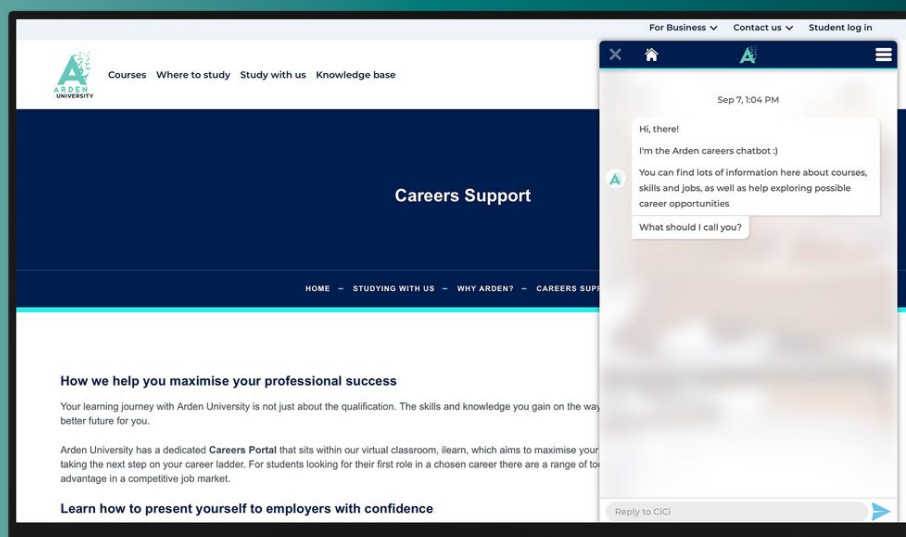 For Business Contact us Student log in
ARDEN
UNIVERSITY
Courses Where to study Study with us Knowledge base
Careers Support
HOME – STUDYING WITH US – WHY ARDEN? – CAREERS SUPP
How we help you maximise your professional success
Your learning journey with Arden University is not just about the qualification. The skills and knowledge you gain on the way
better future for you.
Arden University has a dedicated Careers Portal that sits within our virtual classroom, ilearn, which aims to maximise your
taking the next step on your career ladder. For students looking for their first role in a chosen career there are a range of too
advantage in a competitive job market.
Learn how to present yourself to employers with confidence
Sep 7, 1:04 PM
Hi, there!
I'm the Arden careers chatbot :)
You can find lots of information here about courses,
skills and jobs, as well as help exploring possible
career opportunities
What should I call you?
Reply to CiCi